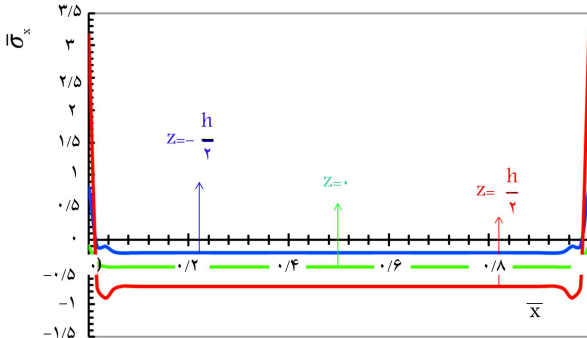 σ̅x
۳/۵
۳
۲/۵
۲
۱/۵
۱
۰/۵
۰
−۰/۵
−۱
−۱/۵
z=− h/۲
z=۰
z= h/۲
۰/۲ ۰/۴ ۰/۶ ۰/۸
x̅